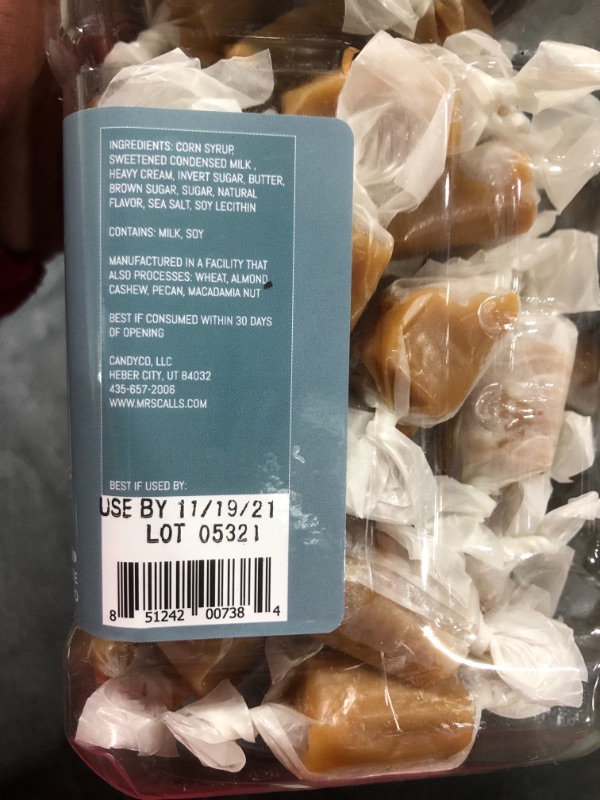 INGREDIENTS: CORN SYRUP,
SWEETENED CONDENSED MILK,
HEAVY CREAM, INVERT SUGAR, BUTTER,
BROWN SUGAR, SUGAR, NATURAL
FLAVOR, SEA SALT, SOY LECITHIN
CONTAINS: MILK, SOY
MANUFACTURED IN A FACILITY THAT
ALSO PROCESSES: WHEAT, ALMOND,
CASHEW, PECAN, MACADAMIA NUT
BEST IF CONSUMED WITHIN 30 DAYS
OF OPENING
CANDYCO, LLC
HEBER CITY, UT 84032
435-657-2006
WWW.MRSCALLS.COM
BEST IF USED BY:
USE BY 11/19/21
LOT 05321
8 51242 00738 4